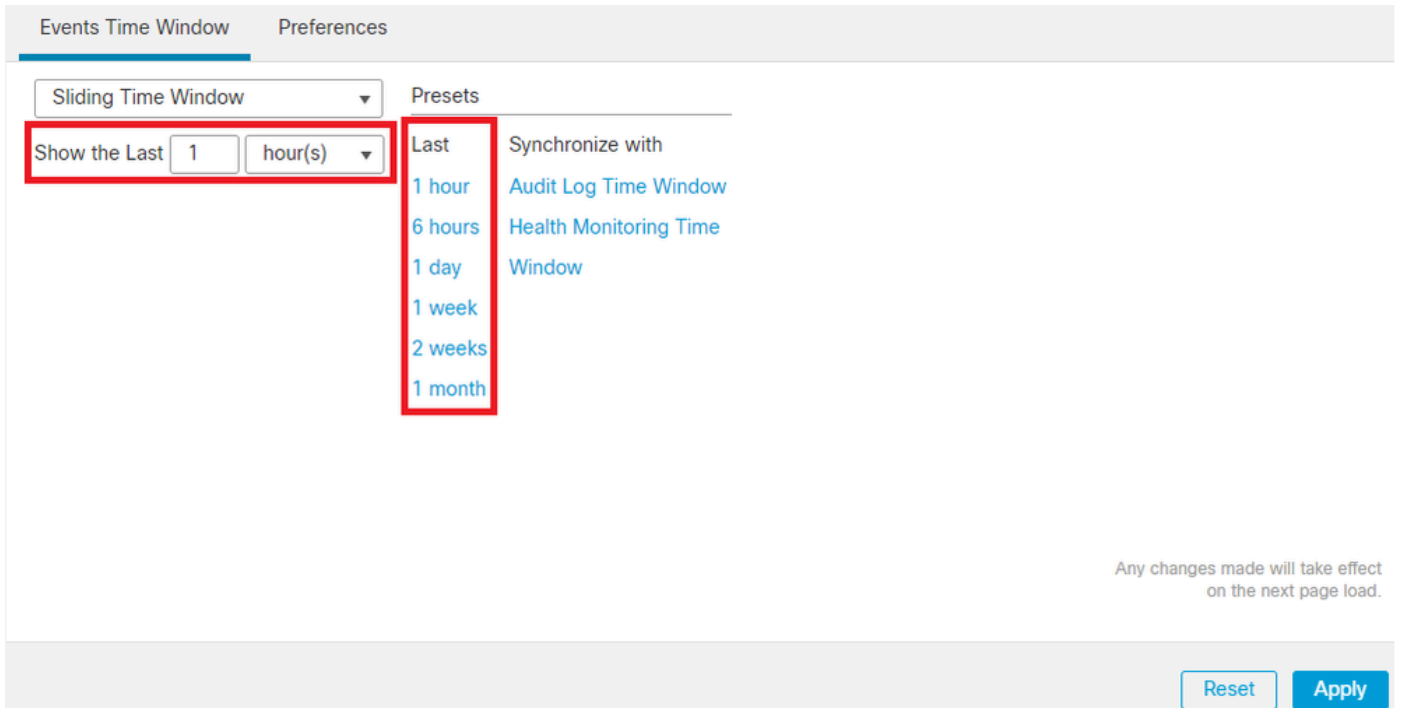 Events Time Window Preferences
Sliding Time Window
Show the Last 1 hour(s)
Presets
Last
1 hour
6 hours
1 day
1 week
2 weeks
1 month
Synchronize with
Audit Log Time Window
Health Monitoring Time
Window
Any changes made will take effect
on the next page load.
Reset Apply